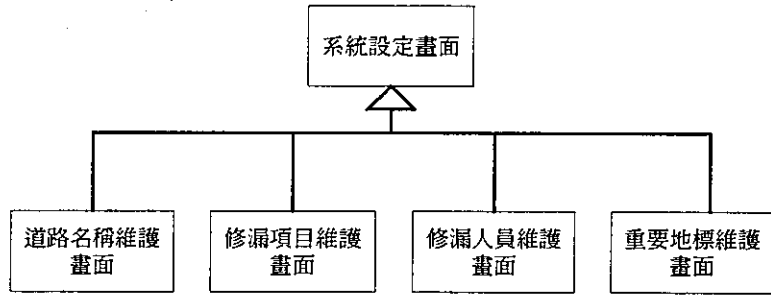 系統設定畫面
道路名稱維護
畫面
修漏項目維護
畫面
修漏人員維護
畫面
重要地標維護
畫面